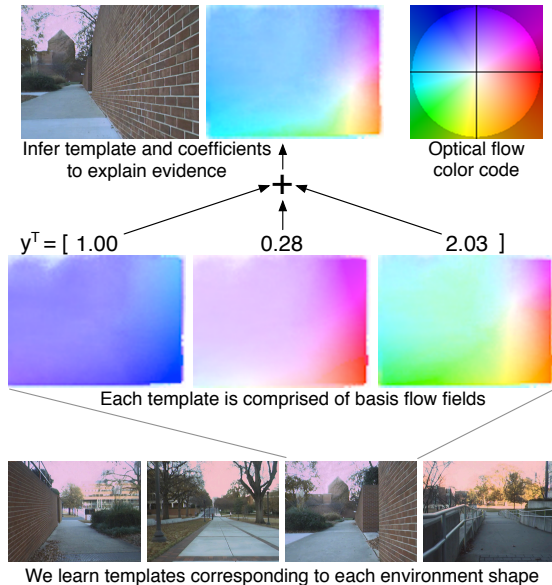 Infer template and coefficients
to explain evidence
Optical flow
color code
+
yᵀ = [ 1.00 0.28 2.03 ]
Each template is comprised of basis flow fields
We learn templates corresponding to each environment shape